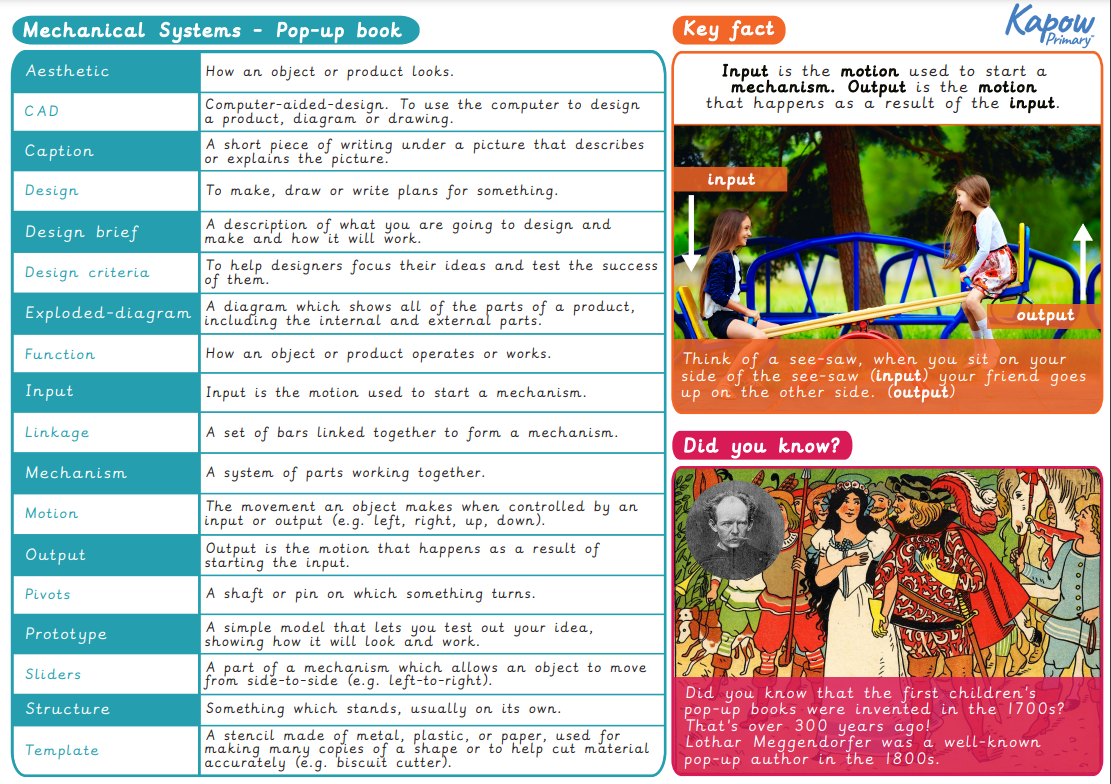 Mechanical Systems - Pop-up book
Aesthetic
How an object or product looks.
CAD
Computer-aided-design. To use the computer to design
a product, diagram or drawing.
Caption
A short piece of writing under a picture that describes
or explains the picture.
Design
To make, draw or write plans for something.
Design brief
A description of what you are going to design and
make and how it will work.
Design criteria
To help designers focus their ideas and test the success
of them.
Exploded-diagram
A diagram which shows all of the parts of a product,
including the internal and external parts.
Function
How an object or product operates or works.
Input
Input is the motion used to start a mechanism.
Linkage
A set of bars linked together to form a mechanism.
Mechanism
A system of parts working together.
Motion
The movement an object makes when controlled by an
input or output (e.g. left, right, up, down).
Output
Output is the motion that happens as a result of
starting the input.
Pivots
A shaft or pin on which something turns.
Prototype
A simple model that lets you test out your idea,
showing how it will look and work.
Sliders
A part of a mechanism which allows an object to move
from side-to-side (e.g. left-to-right).
Structure
Something which stands, usually on its own.
Template
A stencil made of metal, plastic, or paper, used for
making many copies of a shape or to help cut material
accurately (e.g. biscuit cutter).
Key fact
Kapow
Primary™
Input is the motion used to start a
mechanism. Output is the motion
that happens as a result of the input.
input
output
Think of a see-saw, when you sit on your
side of the see-saw (input) your friend goes
up on the other side. (output)
Did you know?
Did you know that the first children's
pop-up books were invented in the 1700s?
That's over 300 years ago!
Lothar Meggendorfer was a well-known
pop-up author in the 1800s.